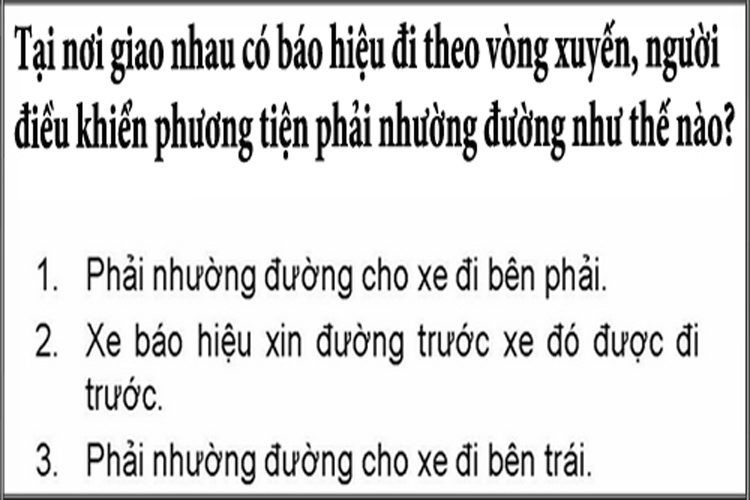 Tại nơi giao nhau có báo hiệu đi theo vòng xuyến, người
điều khiển phương tiện phải nhường đường như thế nào?
1. Phải nhường đường cho xe đi bên phải.
2. Xe báo hiệu xin đường trước xe đó được đi
trước.
3. Phải nhường đường cho xe đi bên trái.